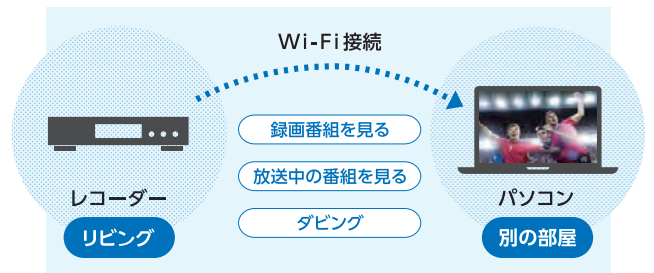 Wi-Fi接続
録画番組を見る
放送中の番組を見る
ダビング
レコーダー
リビング
パソコン
別の部屋